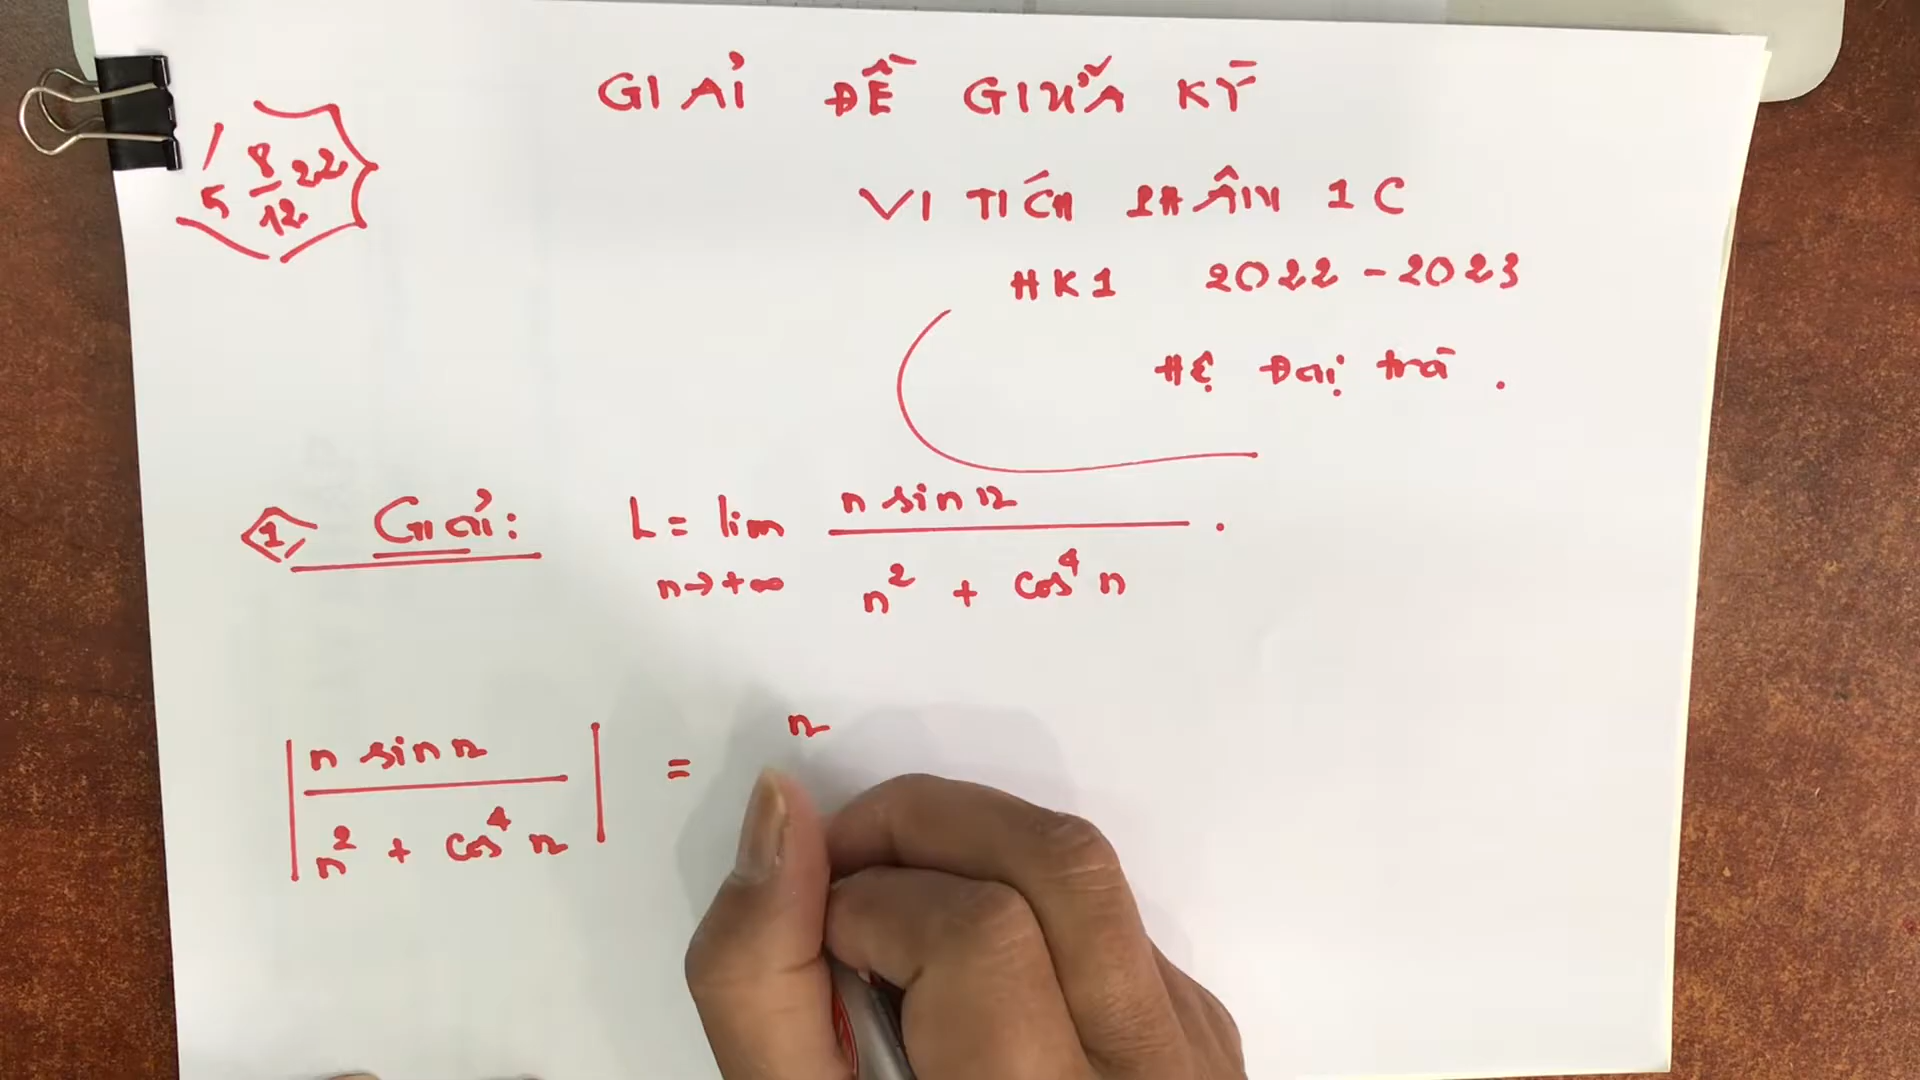 GIẢI ĐỀ GIỮA KỲ
VI TÍCH PHÂN 1C
HK1 2022-2023
Hệ Đại trà.
5 8/12 22
1 Giải: L = lim n→+∞ (n sin n)/(n² + cos⁴ n).
|(n sin n)/(n² + cos⁴ n)| = n